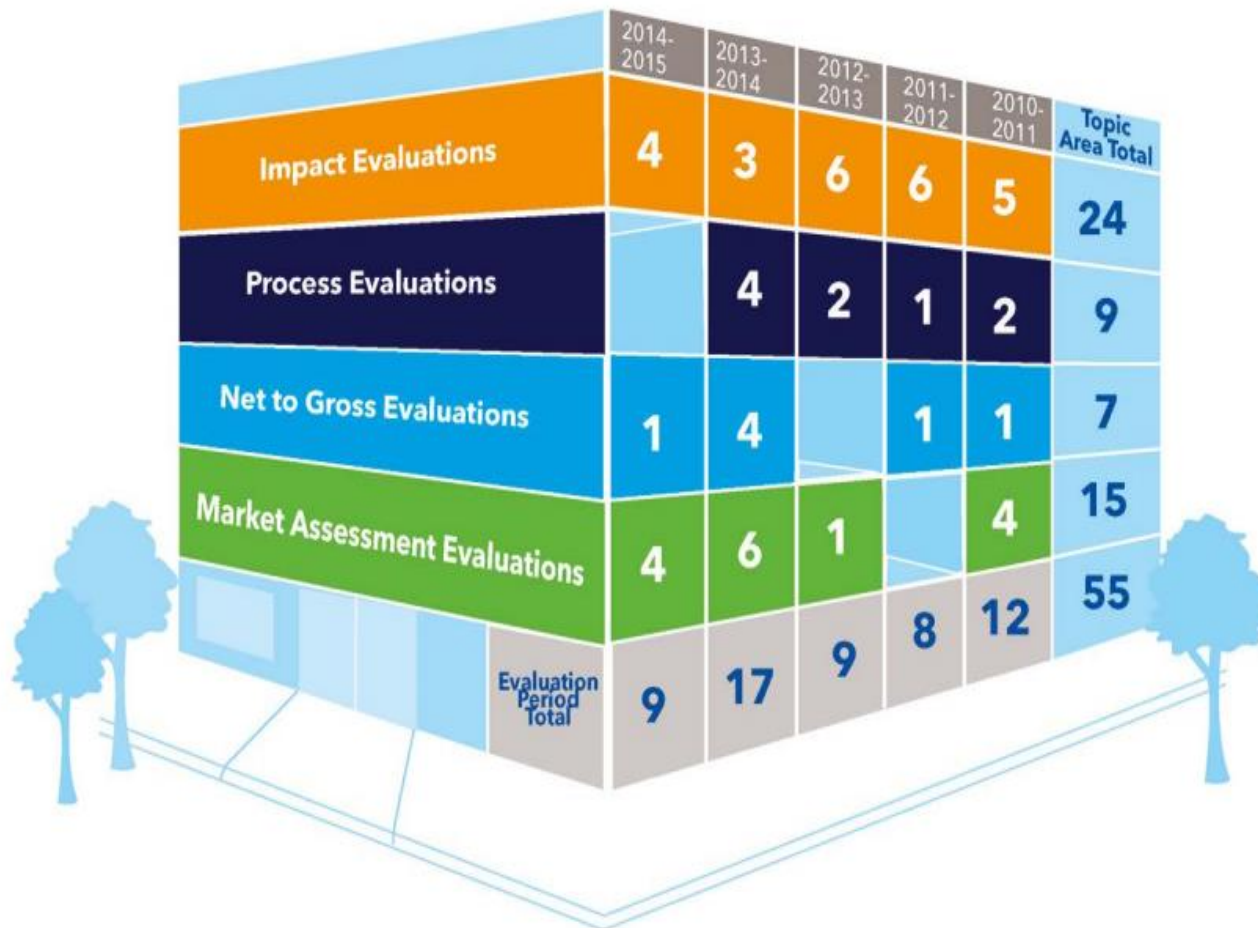 2014-
2015
2013-
2014
2012-
2013
2011-
2012
2010-
2011
Topic
Area Total
Impact Evaluations
4 3 6 6 5 24
Process Evaluations
4 2 1 2 9
Net to Gross Evaluations
1 4 1 1 7
Market Assessment Evaluations
4 6 1 4 15
Evaluation
Period
Total
9 17 9 8 12 55